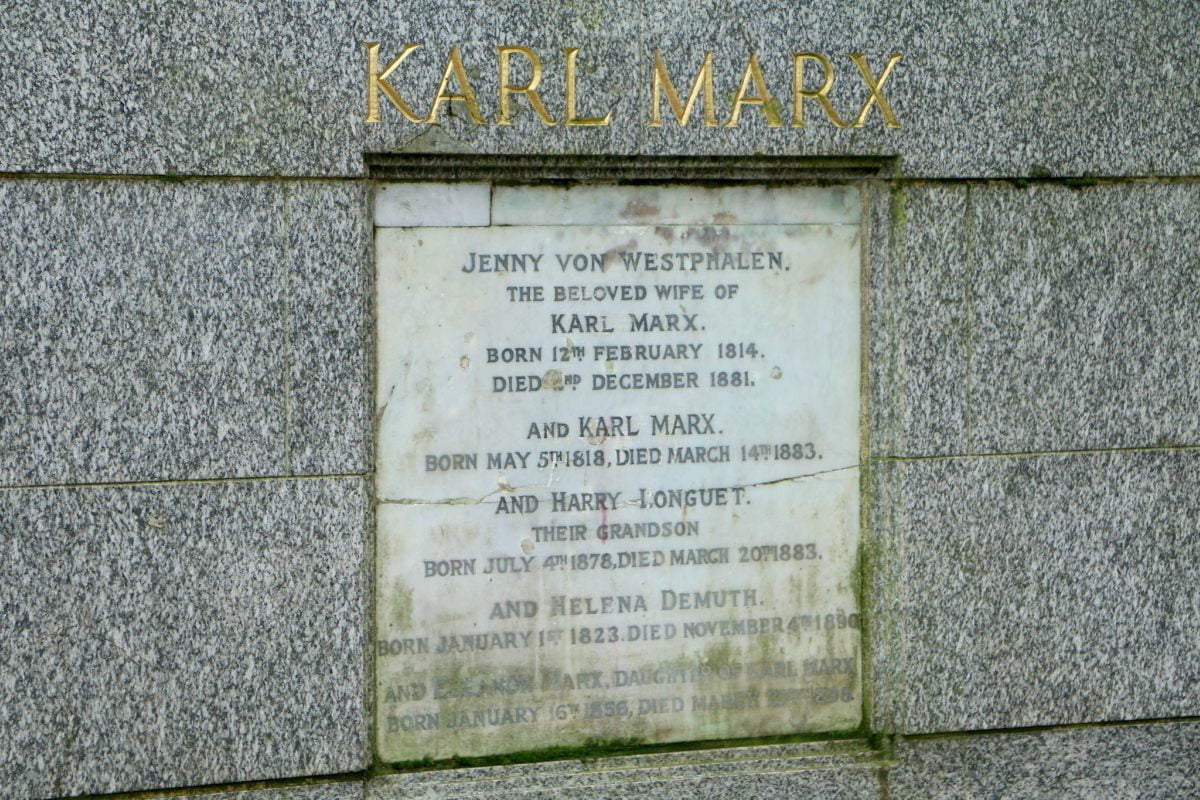 KARL MARX
JENNY VON WESTPHALEN.
THE BELOVED WIFE OF
KARL MARX.
BORN 12TH FEBRUARY 1814.
DIED 2ND DECEMBER 1881.
AND KARL MARX.
BORN MAY 5TH 1818, DIED MARCH 14TH 1883.
AND HARRY LONGUET.
THEIR GRANDSON
BORN JULY 4TH 1878, DIED MARCH 20TH 1883.
AND HELENA DEMUTH.
BORN JANUARY 1ST 1823. DIED NOVEMBER 4TH 1890
AND ELEANOR MARX, DAUGHTER OF KARL MARX
BORN JANUARY 16TH 1856, DIED MARCH 1898